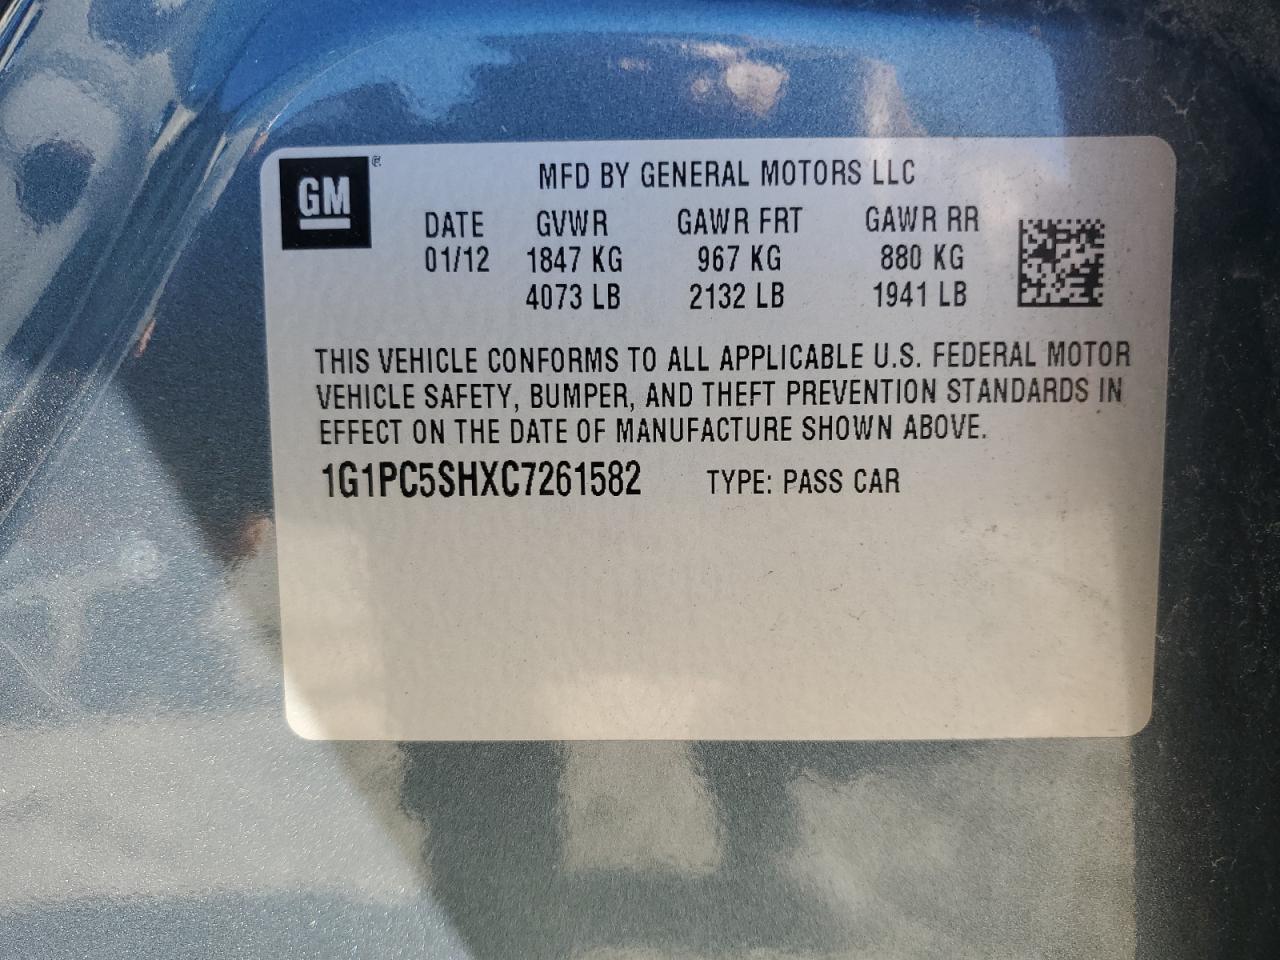 GM®
MFD BY GENERAL MOTORS LLC
DATE GVWR GAWR FRT GAWR RR
01/12 1847 KG 967 KG 880 KG
4073 LB 2132 LB 1941 LB
THIS VEHICLE CONFORMS TO ALL APPLICABLE U.S. FEDERAL MOTOR
VEHICLE SAFETY, BUMPER, AND THEFT PREVENTION STANDARDS IN
EFFECT ON THE DATE OF MANUFACTURE SHOWN ABOVE.
1G1PC5SHXC7261582 TYPE: PASS CAR